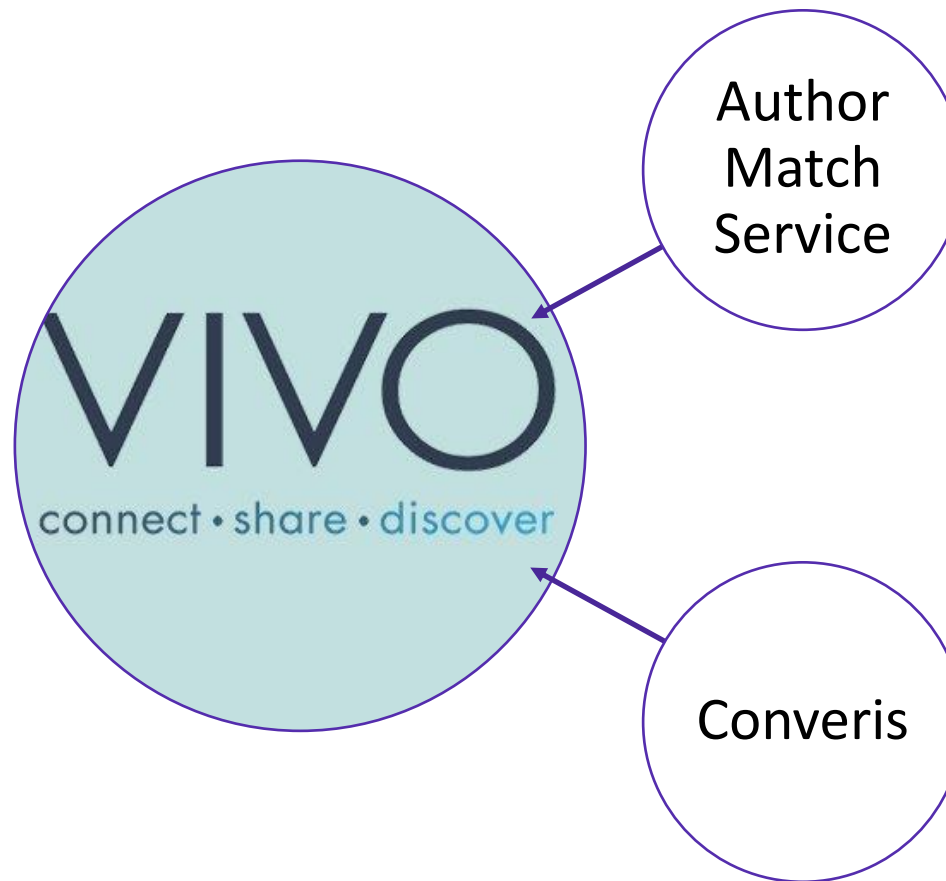 Author
Match
Service
VIVO
connect • share • discover
Converis